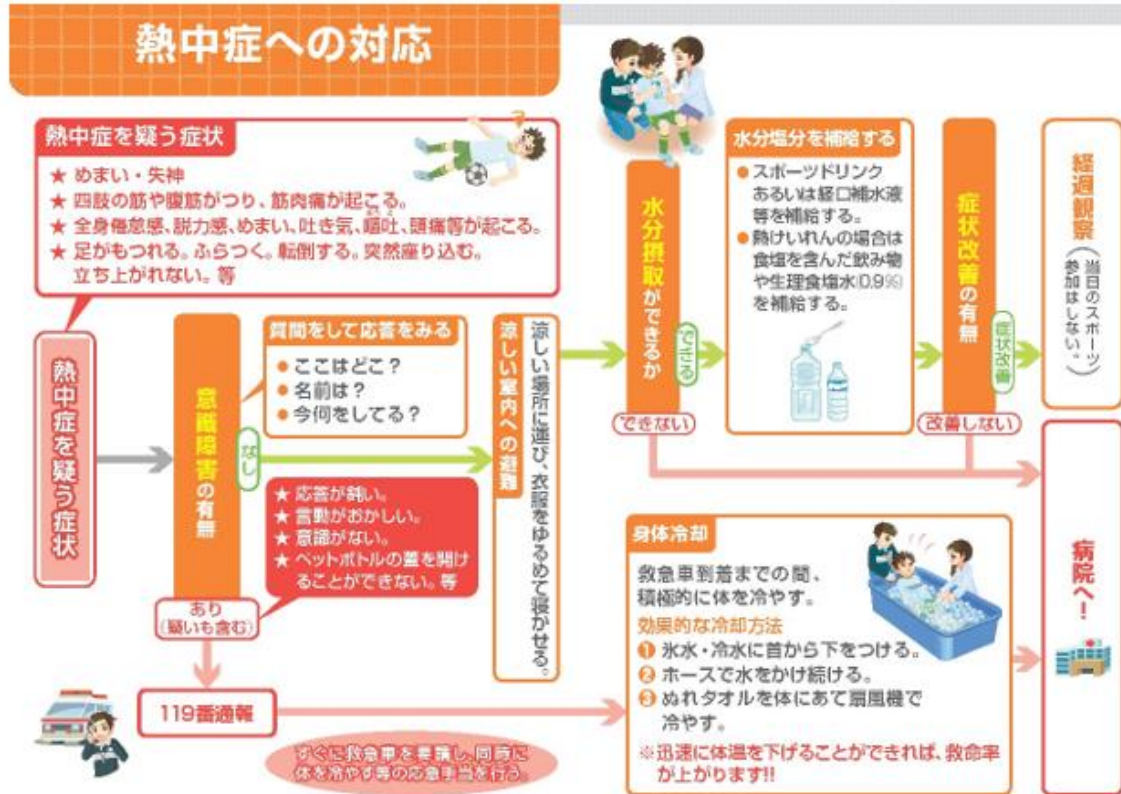 熱中症への対応
熱中症を疑う症状
★ めまい・失神
★ 四肢の筋や腹筋がつり、筋肉痛が起こる。
★ 全身倦怠感、脱力感、めまい、吐き気、嘔吐、頭痛等が起こる。
★ 足がもつれる。ふらつく。転倒する。突然座り込む。
立ち上がれない。等
熱中症を疑う症状
意識障害の有無
質問をして応答をみる
● ここはどこ?
● 名前は?
● 今何をしてる?
なし
★ 応答が鈍い。
★ 言動がおかしい。
★ 意識がない。
★ ペットボトルの蓋を開け
ることができない。等
あり
(疑いも含む)
119番通報
すぐに救急車を要請し、同時に
体を冷やす等の応急手当を行う。
涼しい室内への避難
涼しい場所に運び、衣服をゆるめて寝かせる。
水分摂取ができるか
できる
できない
水分塩分を補給する
● スポーツドリンク
あるいは経口補水液
等を補給する。
● 熱けいれんの場合は
食塩を含んだ飲み物
や生理食塩水(0.9%)
を補給する。
症状改善の有無
症状改善
改善しない
経過観察
(当日のスポーツ
参加はしない。)
身体冷却
救急車到着までの間、
積極的に体を冷やす。
効果的な冷却方法
❶ 氷水・冷水に首から下をつける。
❷ ホースで水をかけ続ける。
❸ ぬれタオルを体にあて扇風機で
冷やす。
※迅速に体温を下げることができれば、救命率
が上がります!!
病院へ!